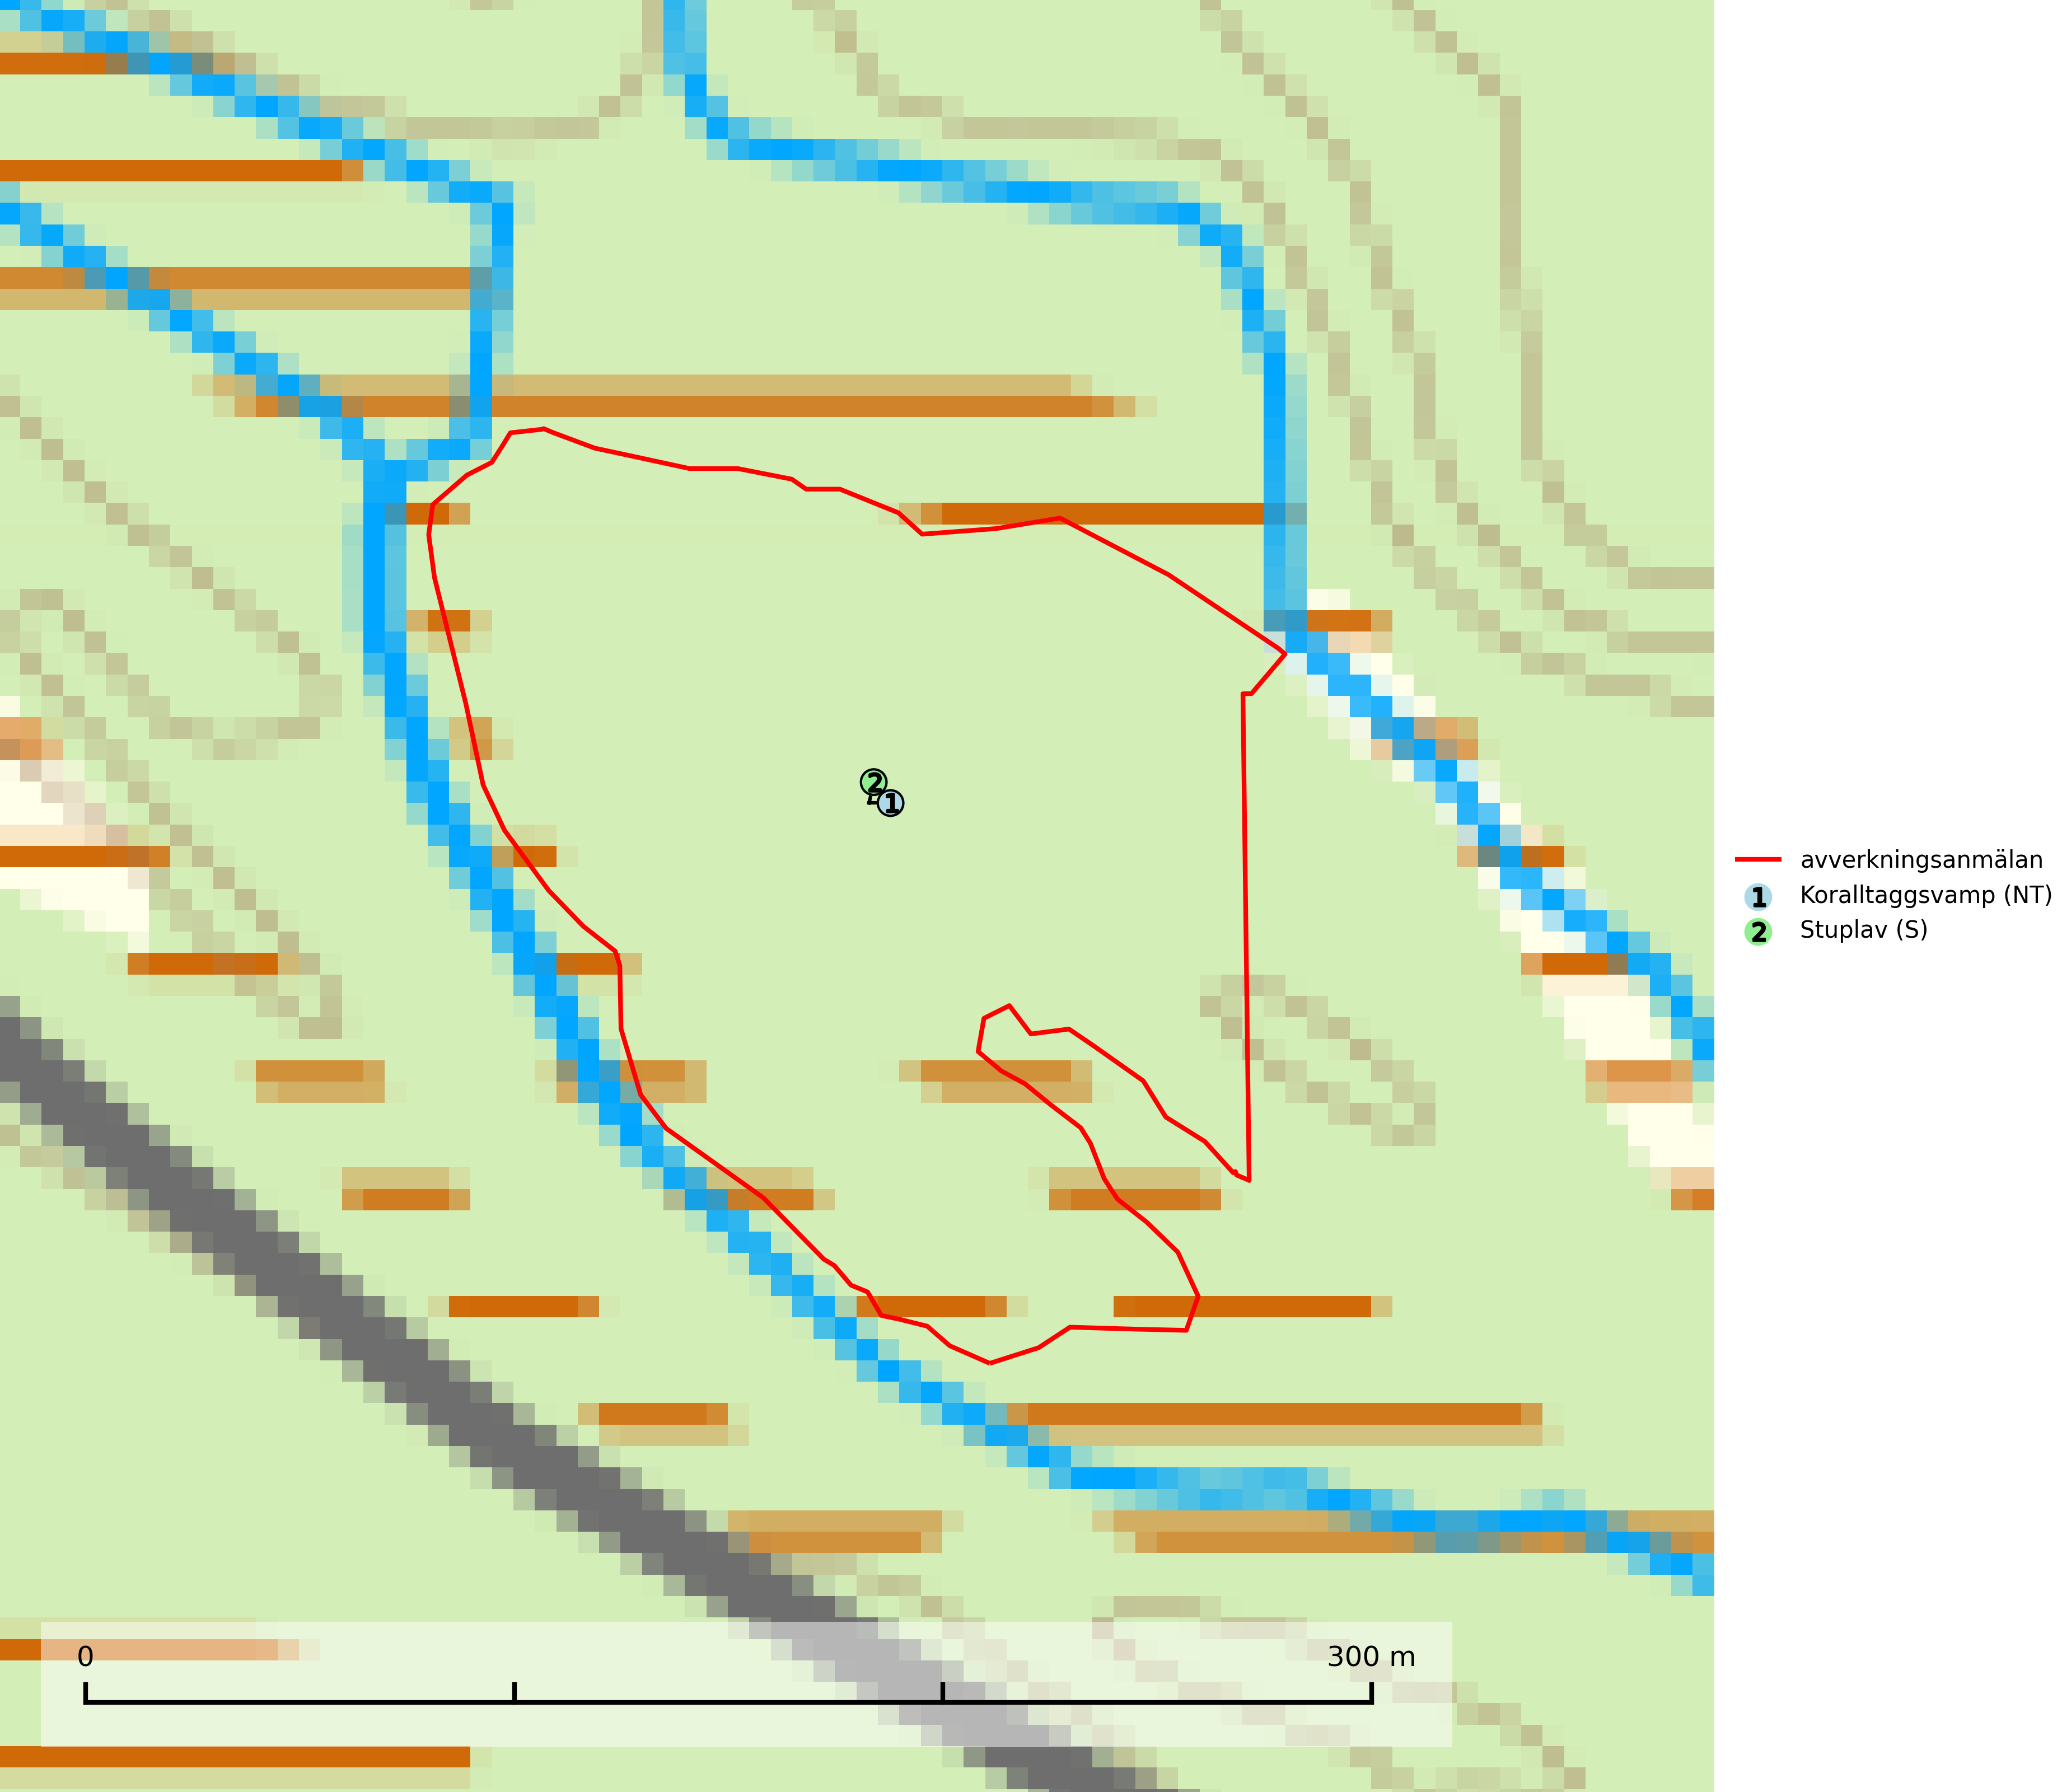 2
1
avverkningsanmälan
1 Koralltaggsvamp (NT)
2 Stuplav (S)
0 300 m